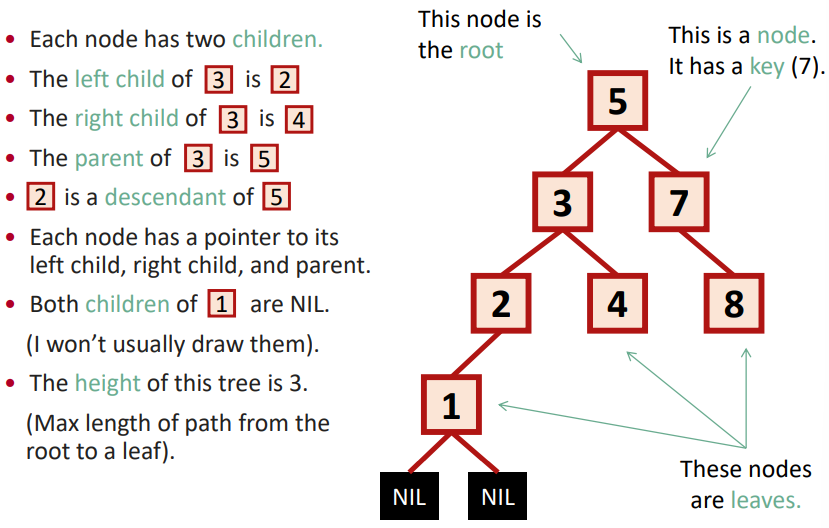 • Each node has two children.
• The left child of 3 is 2
• The right child of 3 is 4
• The parent of 3 is 5
• 2 is a descendant of 5
• Each node has a pointer to its
left child, right child, and parent.
• Both children of 1 are NIL.
(I won’t usually draw them).
• The height of this tree is 3.
(Max length of path from the
root to a leaf).
This node is
the root
This is a node.
It has a key (7).
5
3 7
2 4 8
1
NIL NIL
These nodes
are leaves.